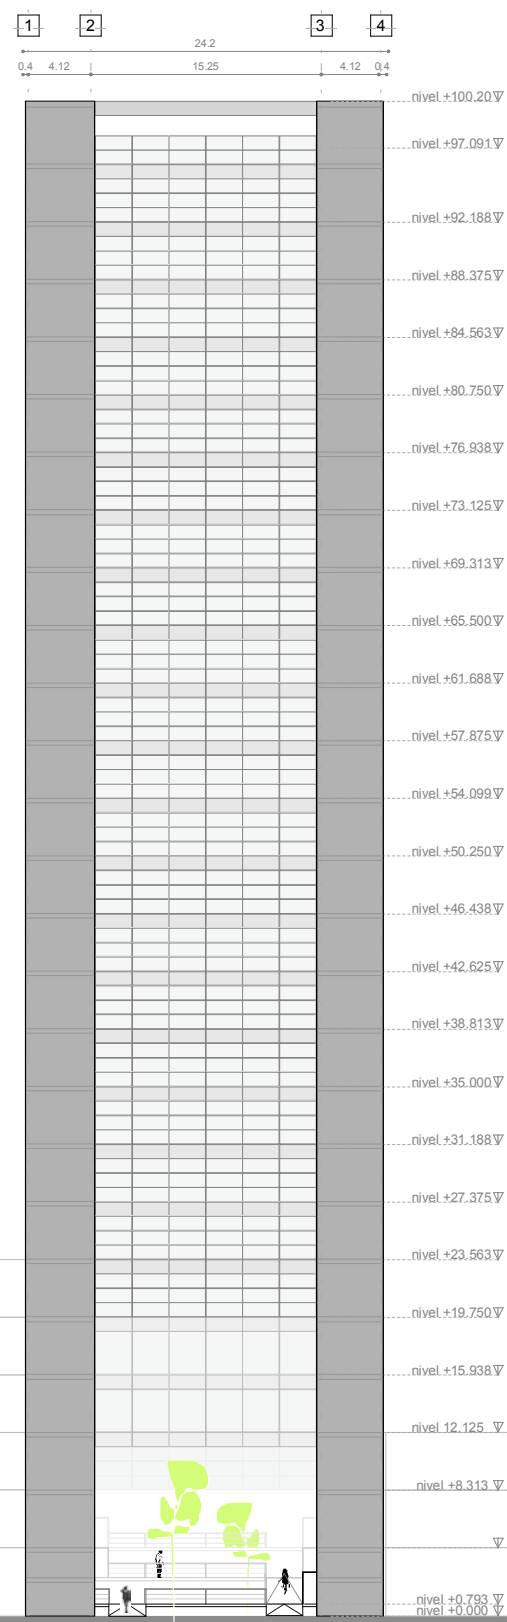 1 2 3 4
24.2
0.4 4.12 15.25 4.12 0.4
nivel +100.20
nivel +97.091
nivel +92.188
nivel +88.375
nivel +84.563
nivel +80.750
nivel +76.938
nivel +73.125
nivel +69.313
nivel +65.500
nivel +61.688
nivel +57.875
nivel +54.099
nivel +50.250
nivel +46.438
nivel +42.625
nivel +38.813
nivel +35.000
nivel +31.188
nivel +27.375
nivel +23.563
nivel +19.750
nivel +15.938
nivel 12.125
nivel +8.313
nivel +0.793
nivel +0.000